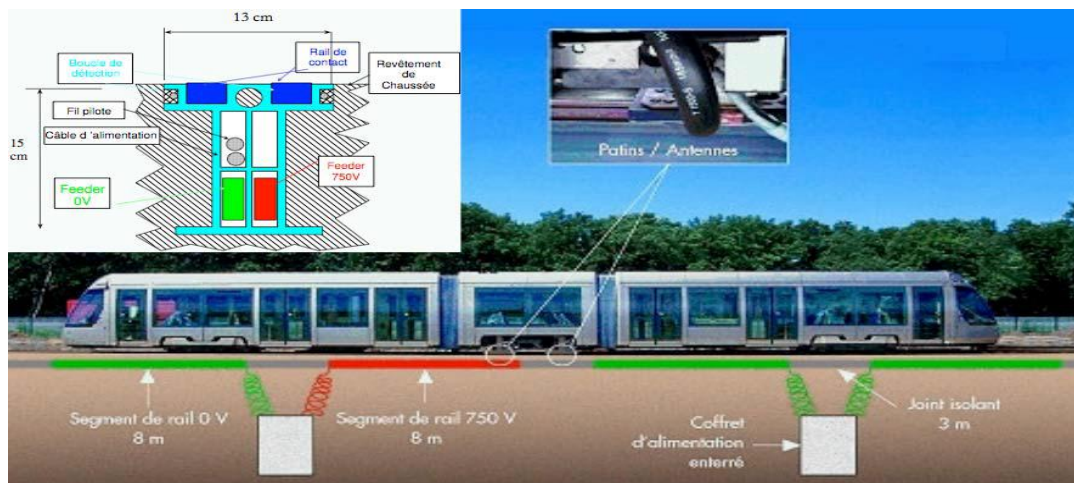 13 cm
Boucle de
détection
Rail de
contact
Revêtement
de
Chaussée
Fil pilote
Câble d 'alimentation
15
cm
Feeder
0V
Feeder
750V
Patins / Antennes
Segment de rail 0 V
8 m
Segment de rail 750 V
8 m
Coffret
d'alimentation
enterré
Joint isolant
3 m